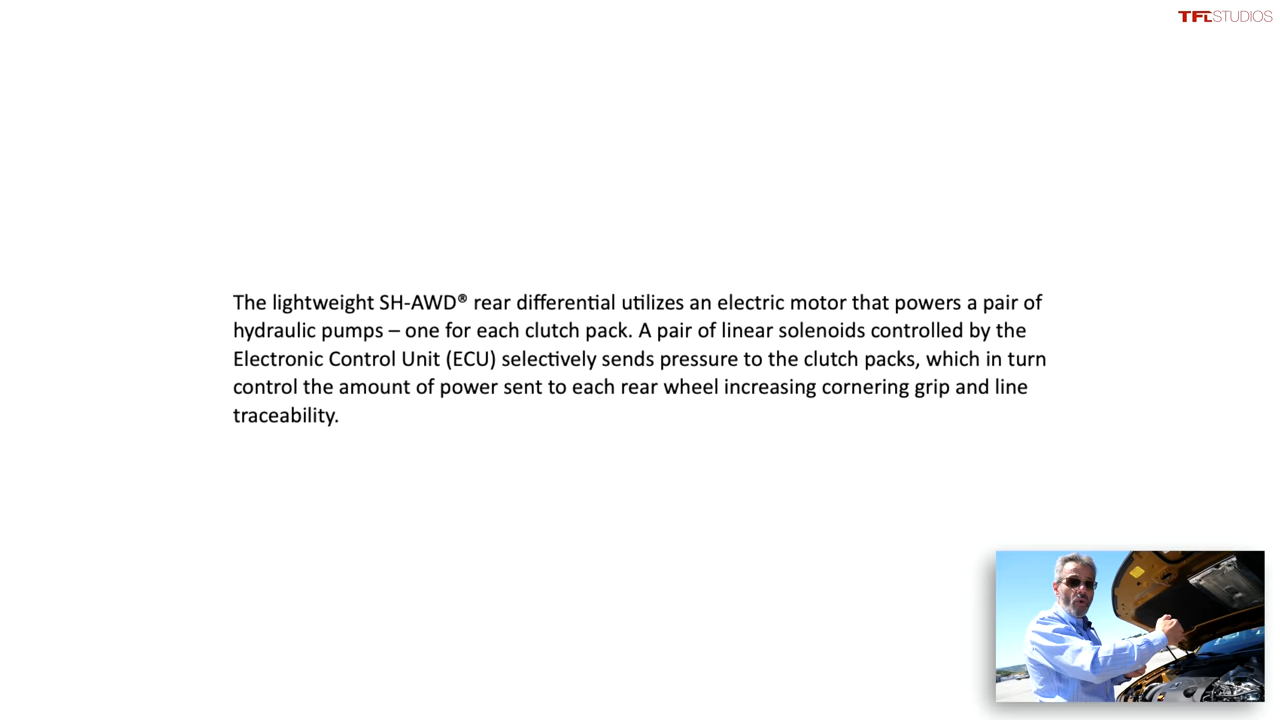 TFLSTUDIOS
The lightweight SH-AWD® rear differential utilizes an electric motor that powers a pair of
hydraulic pumps – one for each clutch pack. A pair of linear solenoids controlled by the
Electronic Control Unit (ECU) selectively sends pressure to the clutch packs, which in turn
control the amount of power sent to each rear wheel increasing cornering grip and line
traceability.